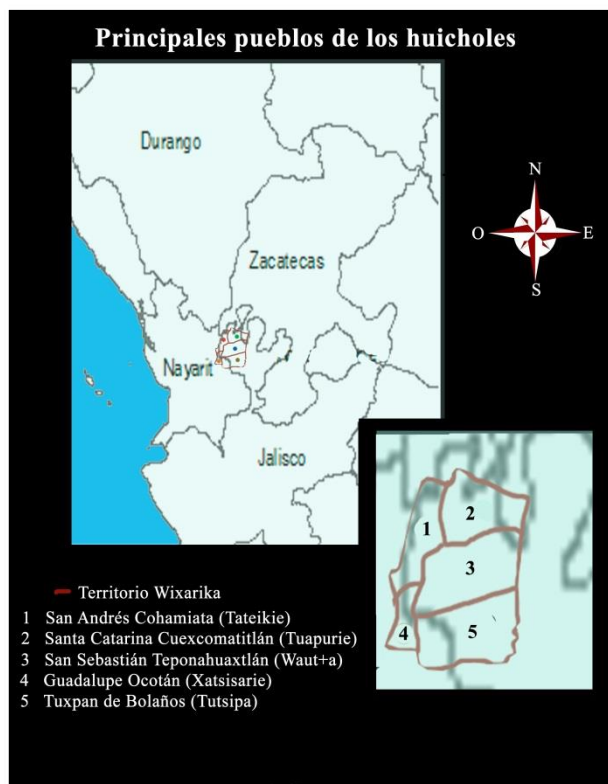 Principales pueblos de los huicholes
Durango
Zacatecas
Nayarit
Jalisco
N
O
E
S
1
2
3
4
5
Territorio Wixarika
1 San Andrés Cohamiata (Tateikie)
2 Santa Catarina Cuexcomatitlán (Tuapurie)
3 San Sebastián Teponahuaxtlán (Waut+a)
4 Guadalupe Ocotán (Xatsisarie)
5 Tuxpan de Bolaños (Tutsipa)